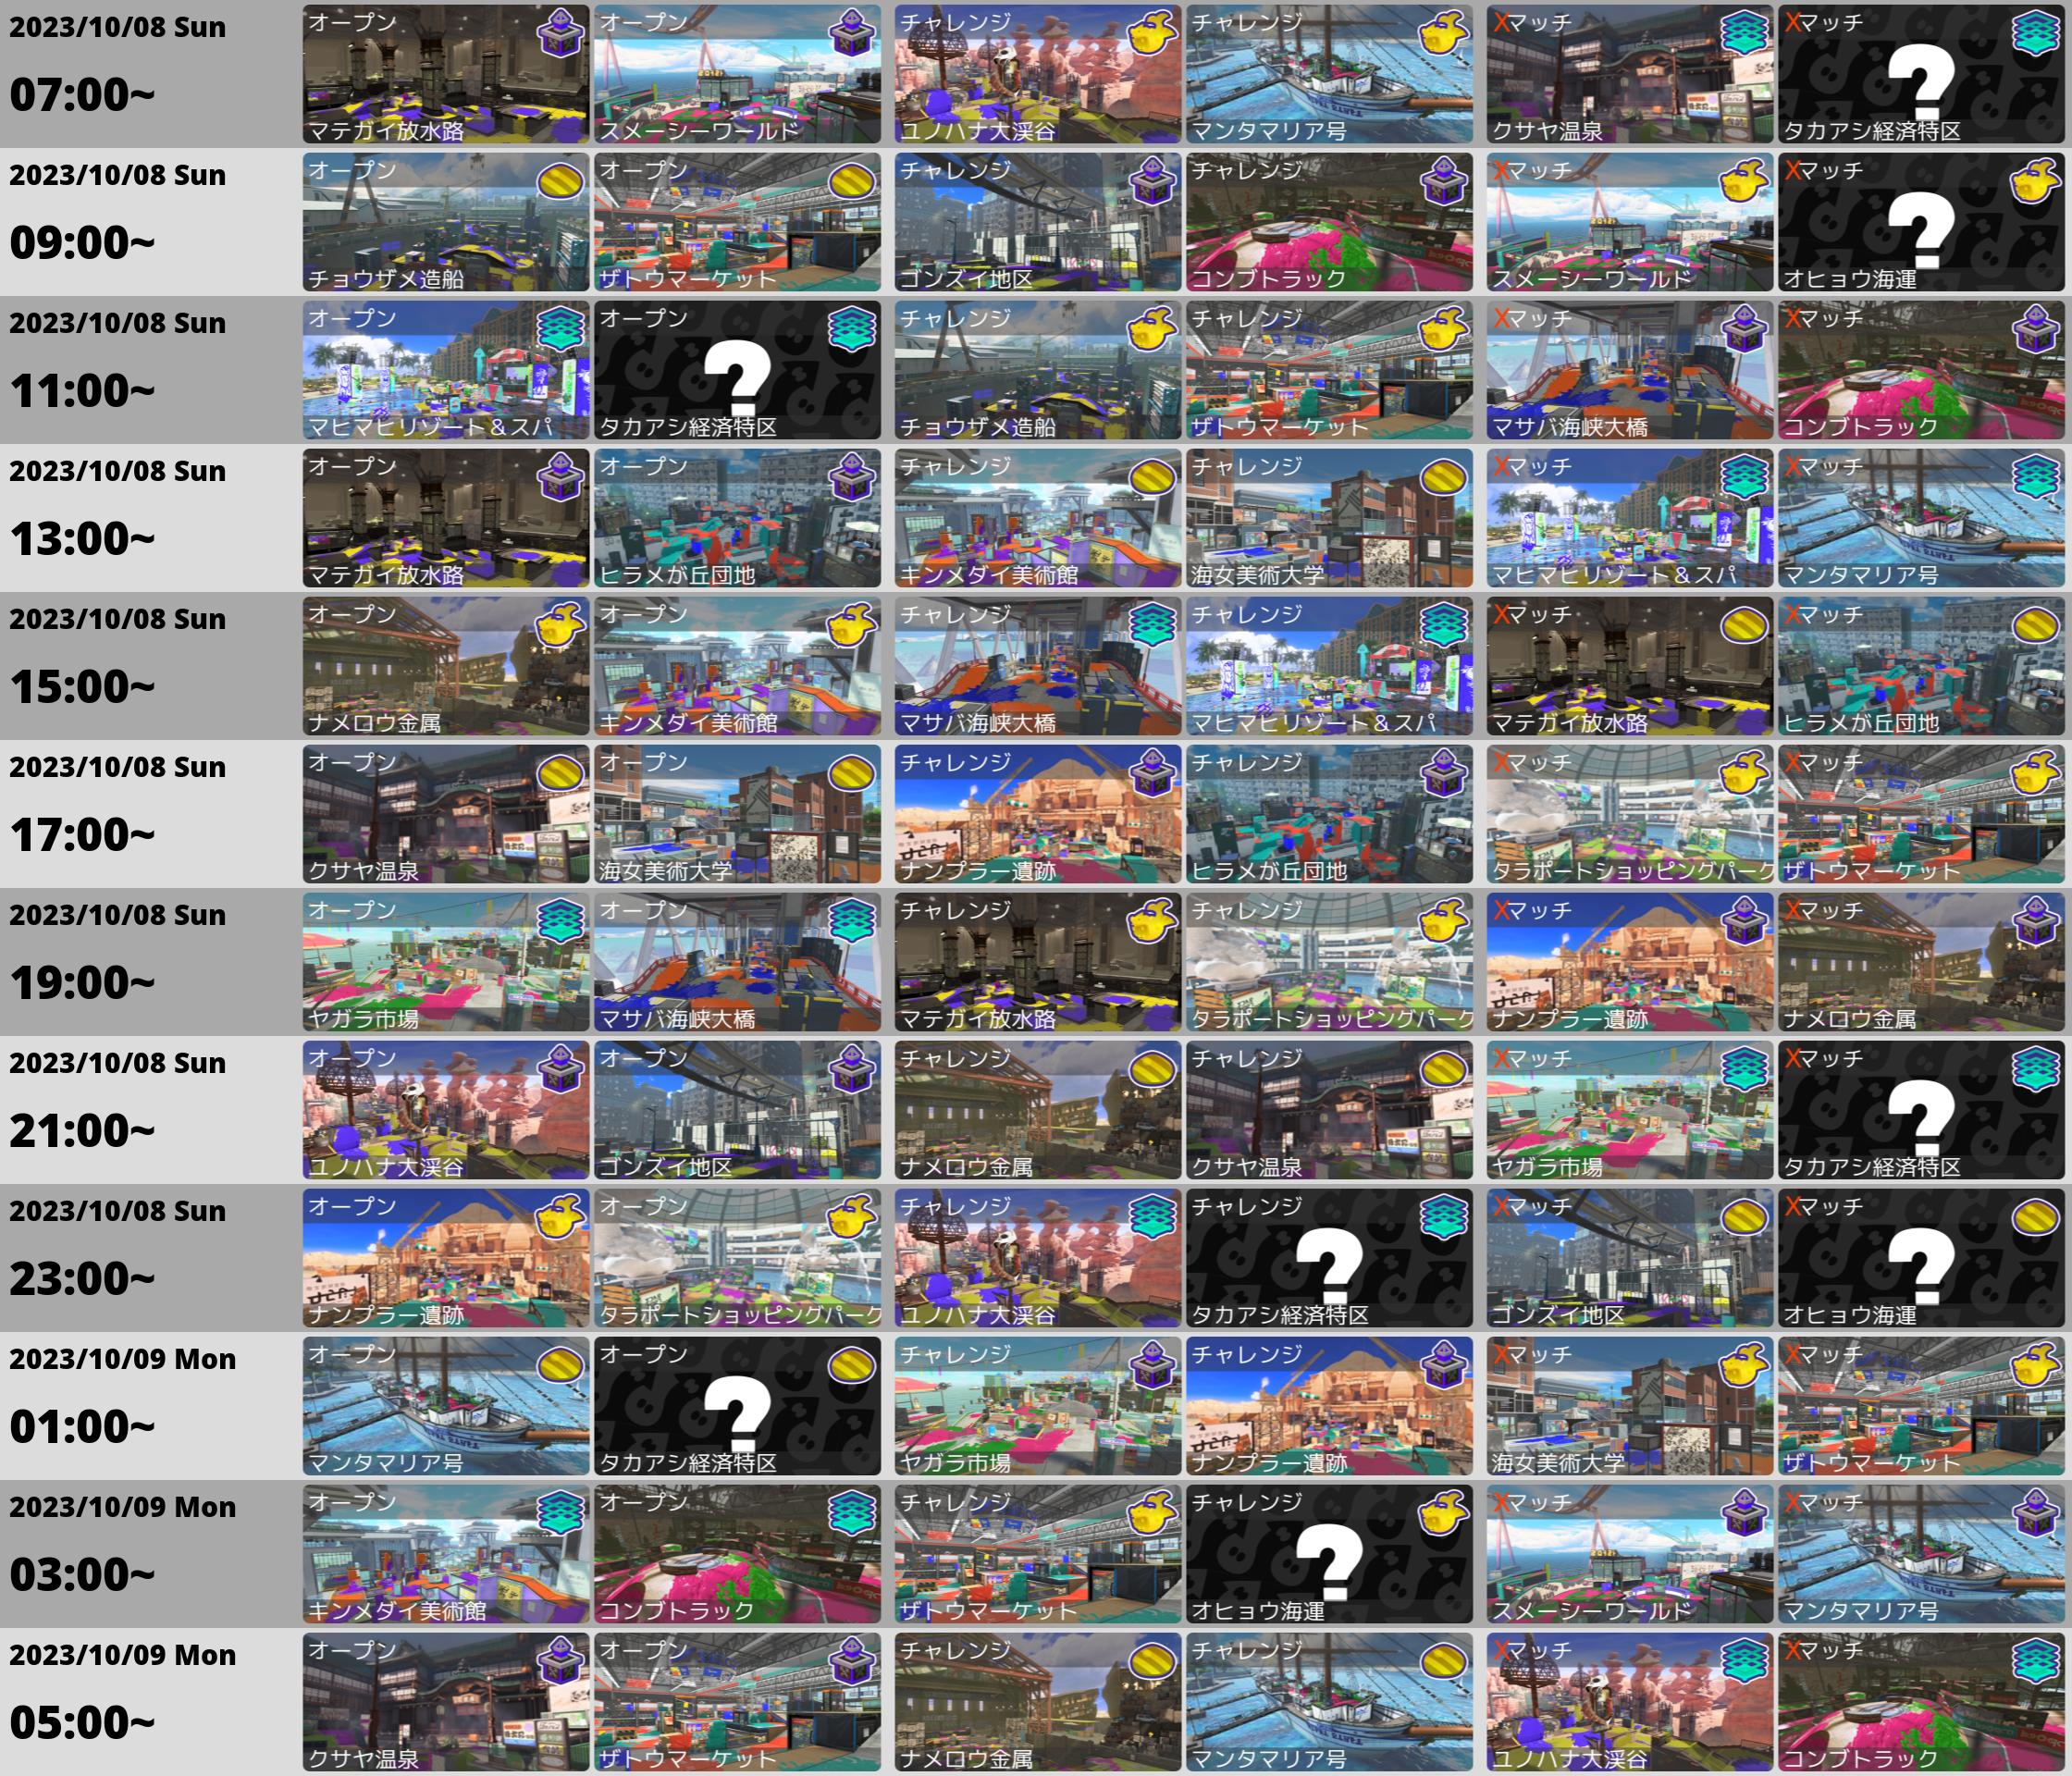 2023/10/08 Sun
07:00~
オープン
マテガイ放水路
オープン
スメーシーワールド
チャレンジ
ユノハナ大渓谷
チャレンジ
マンタマリア号
Xマッチ
クサヤ温泉
Xマッチ
タカアシ経済特区
2023/10/08 Sun
09:00~
オープン
チョウザメ造船
オープン
ザトウマーケット
チャレンジ
ゴンズイ地区
チャレンジ
コンブトラック
Xマッチ
スメーシーワールド
Xマッチ
オヒョウ海運
2023/10/08 Sun
11:00~
オープン
マヒマヒリゾート＆スパ
オープン
タカアシ経済特区
チャレンジ
チョウザメ造船
チャレンジ
ザトウマーケット
Xマッチ
マサバ海峡大橋
Xマッチ
コンブトラック
2023/10/08 Sun
13:00~
オープン
マテガイ放水路
オープン
ヒラメが丘団地
チャレンジ
キンメダイ美術館
チャレンジ
海女美術大学
Xマッチ
マヒマヒリゾート＆スパ
Xマッチ
マンタマリア号
2023/10/08 Sun
15:00~
オープン
ナメロウ金属
オープン
キンメダイ美術館
チャレンジ
マサバ海峡大橋
チャレンジ
マヒマヒリゾート＆スパ
Xマッチ
マテガイ放水路
Xマッチ
ヒラメが丘団地
2023/10/08 Sun
17:00~
オープン
クサヤ温泉
オープン
海女美術大学
チャレンジ
ナンプラー遺跡
チャレンジ
ヒラメが丘団地
Xマッチ
タラポートショッピングパーク
Xマッチ
ザトウマーケット
2023/10/08 Sun
19:00~
オープン
ヤガラ市場
オープン
マサバ海峡大橋
チャレンジ
マテガイ放水路
チャレンジ
タラポートショッピングパーク
Xマッチ
ナンプラー遺跡
Xマッチ
ナメロウ金属
2023/10/08 Sun
21:00~
オープン
ユノハナ大渓谷
オープン
ゴンズイ地区
チャレンジ
ナメロウ金属
チャレンジ
クサヤ温泉
Xマッチ
ヤガラ市場
Xマッチ
タカアシ経済特区
2023/10/08 Sun
23:00~
オープン
ナンプラー遺跡
オープン
タラポートショッピングパーク
チャレンジ
ユノハナ大渓谷
チャレンジ
タカアシ経済特区
Xマッチ
ゴンズイ地区
Xマッチ
オヒョウ海運
2023/10/09 Mon
01:00~
オープン
マンタマリア号
オープン
タカアシ経済特区
チャレンジ
ヤガラ市場
チャレンジ
ナンプラー遺跡
Xマッチ
海女美術大学
Xマッチ
ザトウマーケット
2023/10/09 Mon
03:00~
オープン
キンメダイ美術館
オープン
コンブトラック
チャレンジ
ザトウマーケット
チャレンジ
オヒョウ海運
Xマッチ
スメーシーワールド
Xマッチ
マンタマリア号
2023/10/09 Mon
05:00~
オープン
クサヤ温泉
オープン
ザトウマーケット
チャレンジ
ナメロウ金属
チャレンジ
マンタマリア号
Xマッチ
ユノハナ大渓谷
Xマッチ
コンブトラック